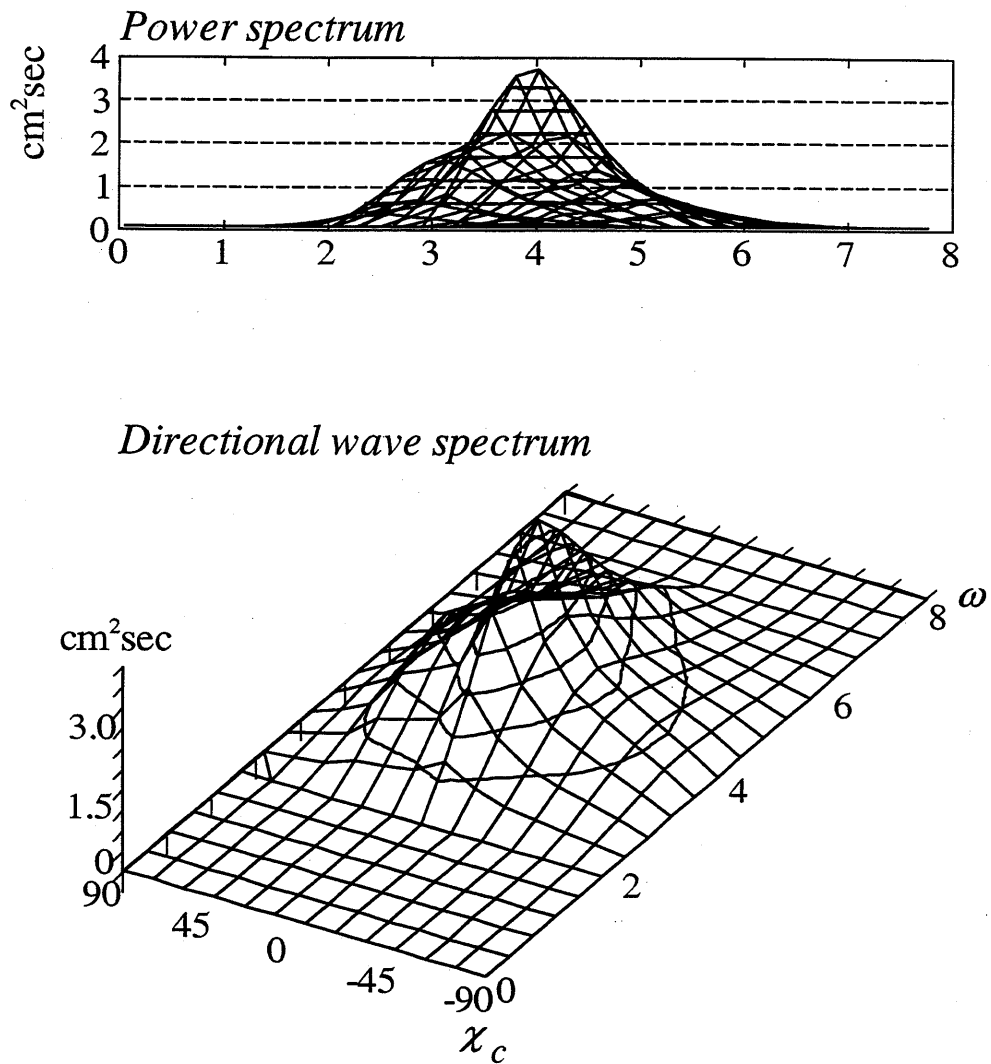 Power spectrum
cm²sec
4
3
2
1
0
0 1 2 3 4 5 6 7 8
Directional wave spectrum
cm²sec
3.0
1.5
0
90 45 0 -45 -90
χc
0 2 4 6 8 ω